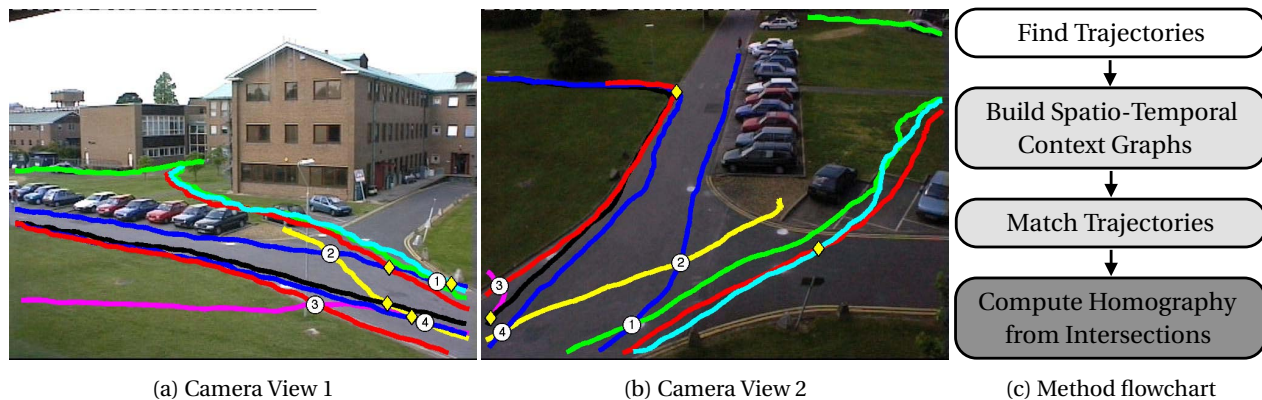 1
2
3
4
1
2
3
4
Find Trajectories
Build Spatio-Temporal
Context Graphs
Match Trajectories
Compute Homography
from Intersections
(a) Camera View 1
(b) Camera View 2
(c) Method flowchart